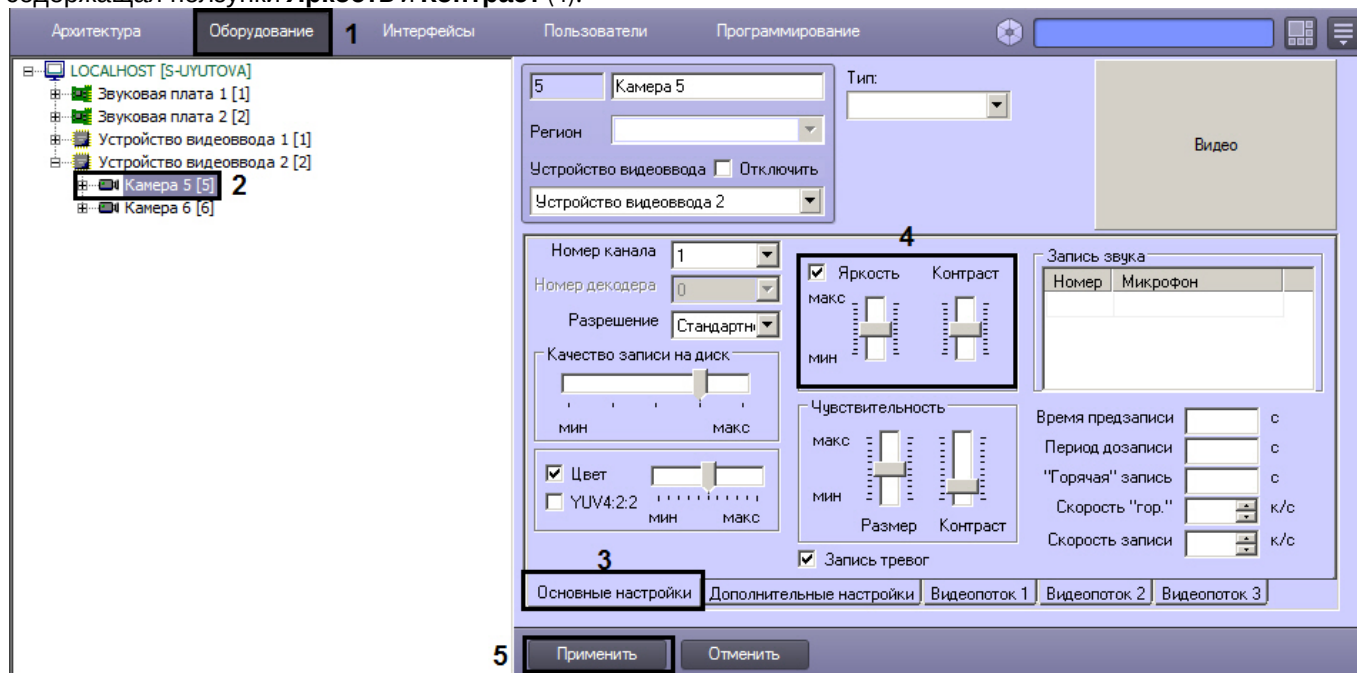 содержащая ползунки Яркость и Контраст (4).
Архитектура Оборудование 1 Интерфейсы Пользователи Программирование
LOCALHOST [S-UYUTOVA]
Звуковая плата 1 [1]
Звуковая плата 2 [2]
Устройство видеоввода 1 [1]
Устройство видеоввода 2 [2]
Камера 5 [5] 2
Камера 6 [6]
5 Камера 5
Тип:
Регион
Устройство видеоввода Отключить
Устройство видеоввода 2
Видео
Номер канала 1
Номер декодера 0
Разрешение Стандартн
Качество записи на диск
мин макс
Цвет
YUV4:2:2
мин макс
4
Яркость Контраст
макс
мин
Чувствительность
макс
мин
Размер Контраст
Запись тревог
Запись звука
Номер Микрофон
Время предзаписи с
Период дозаписи с
"Горячая" запись с
Скорость "гор." к/с
Скорость записи к/с
3
Основные настройки Дополнительные настройки Видеопоток 1 Видеопоток 2 Видеопоток 3
5 Применить Отменить